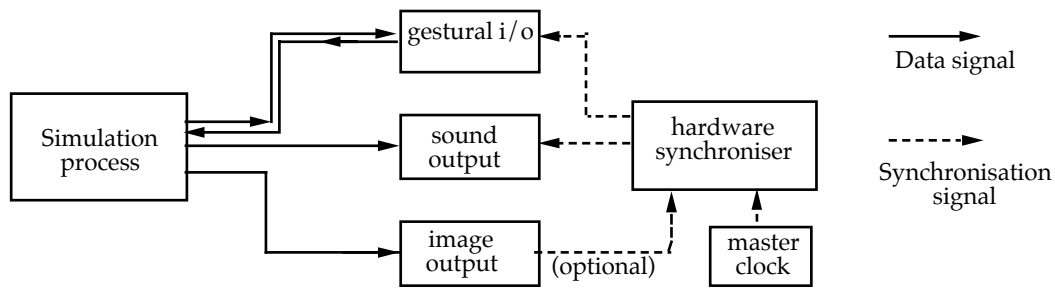 gestural i/o
Data signal
Simulation
process
sound
output
hardware
synchroniser
Synchronisation
signal
image
output
(optional)
master
clock